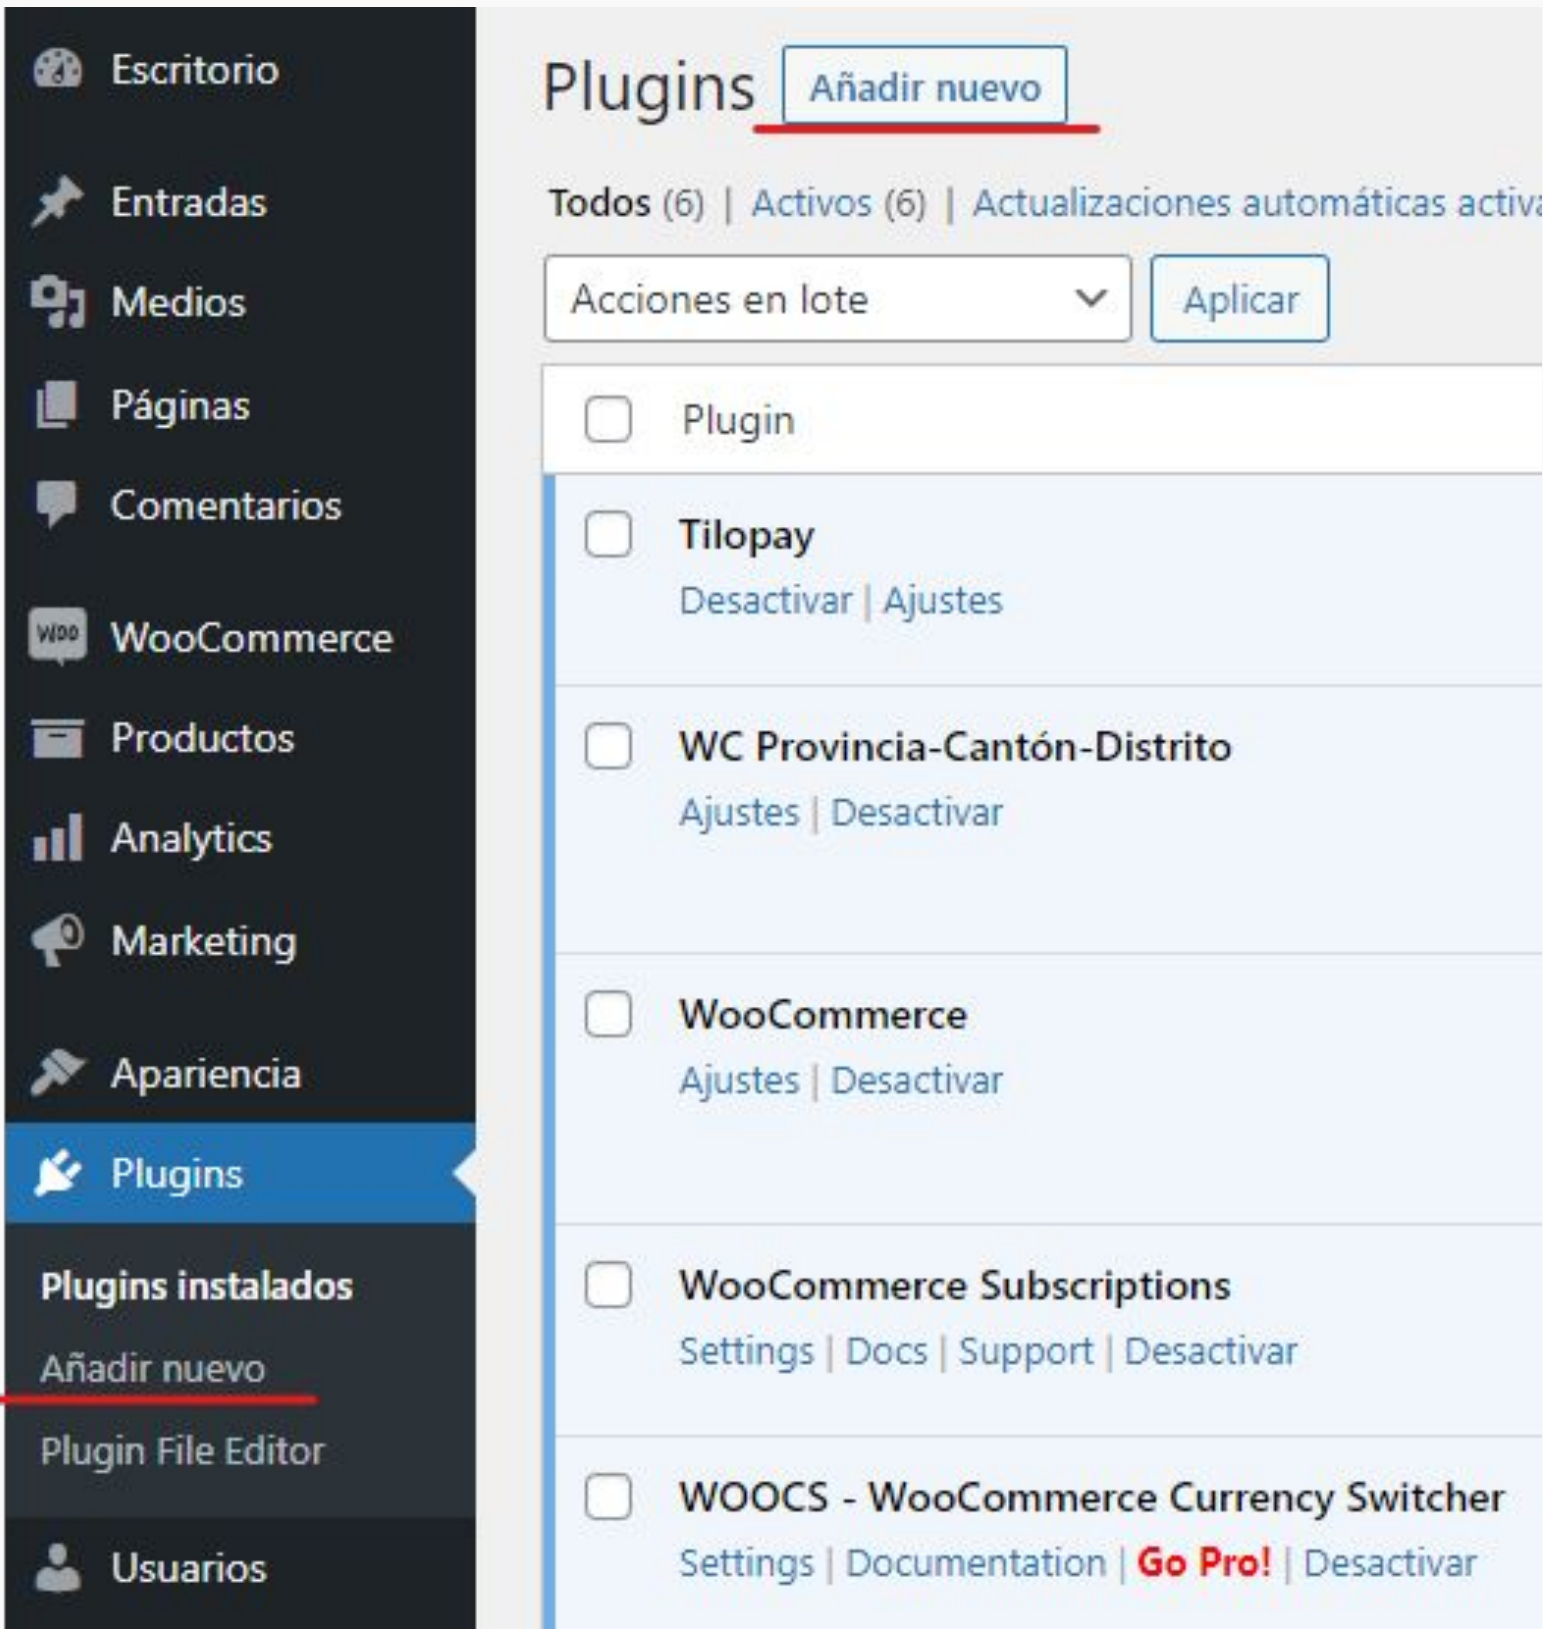 Escritorio
Entradas
Medios
Páginas
Comentarios
Woo WooCommerce
Productos
Analytics
Marketing
Apariencia
Plugins
Plugins instalados
Añadir nuevo
Plugin File Editor
Usuarios
Plugins Añadir nuevo
Todos (6) | Activos (6) | Actualizaciones automáticas activa
Acciones en lote Aplicar
Plugin
Tilopay
Desactivar | Ajustes
WC Provincia-Cantón-Distrito
Ajustes | Desactivar
WooCommerce
Ajustes | Desactivar
WooCommerce Subscriptions
Settings | Docs | Support | Desactivar
WOOCS - WooCommerce Currency Switcher
Settings | Documentation | Go Pro! | Desactivar